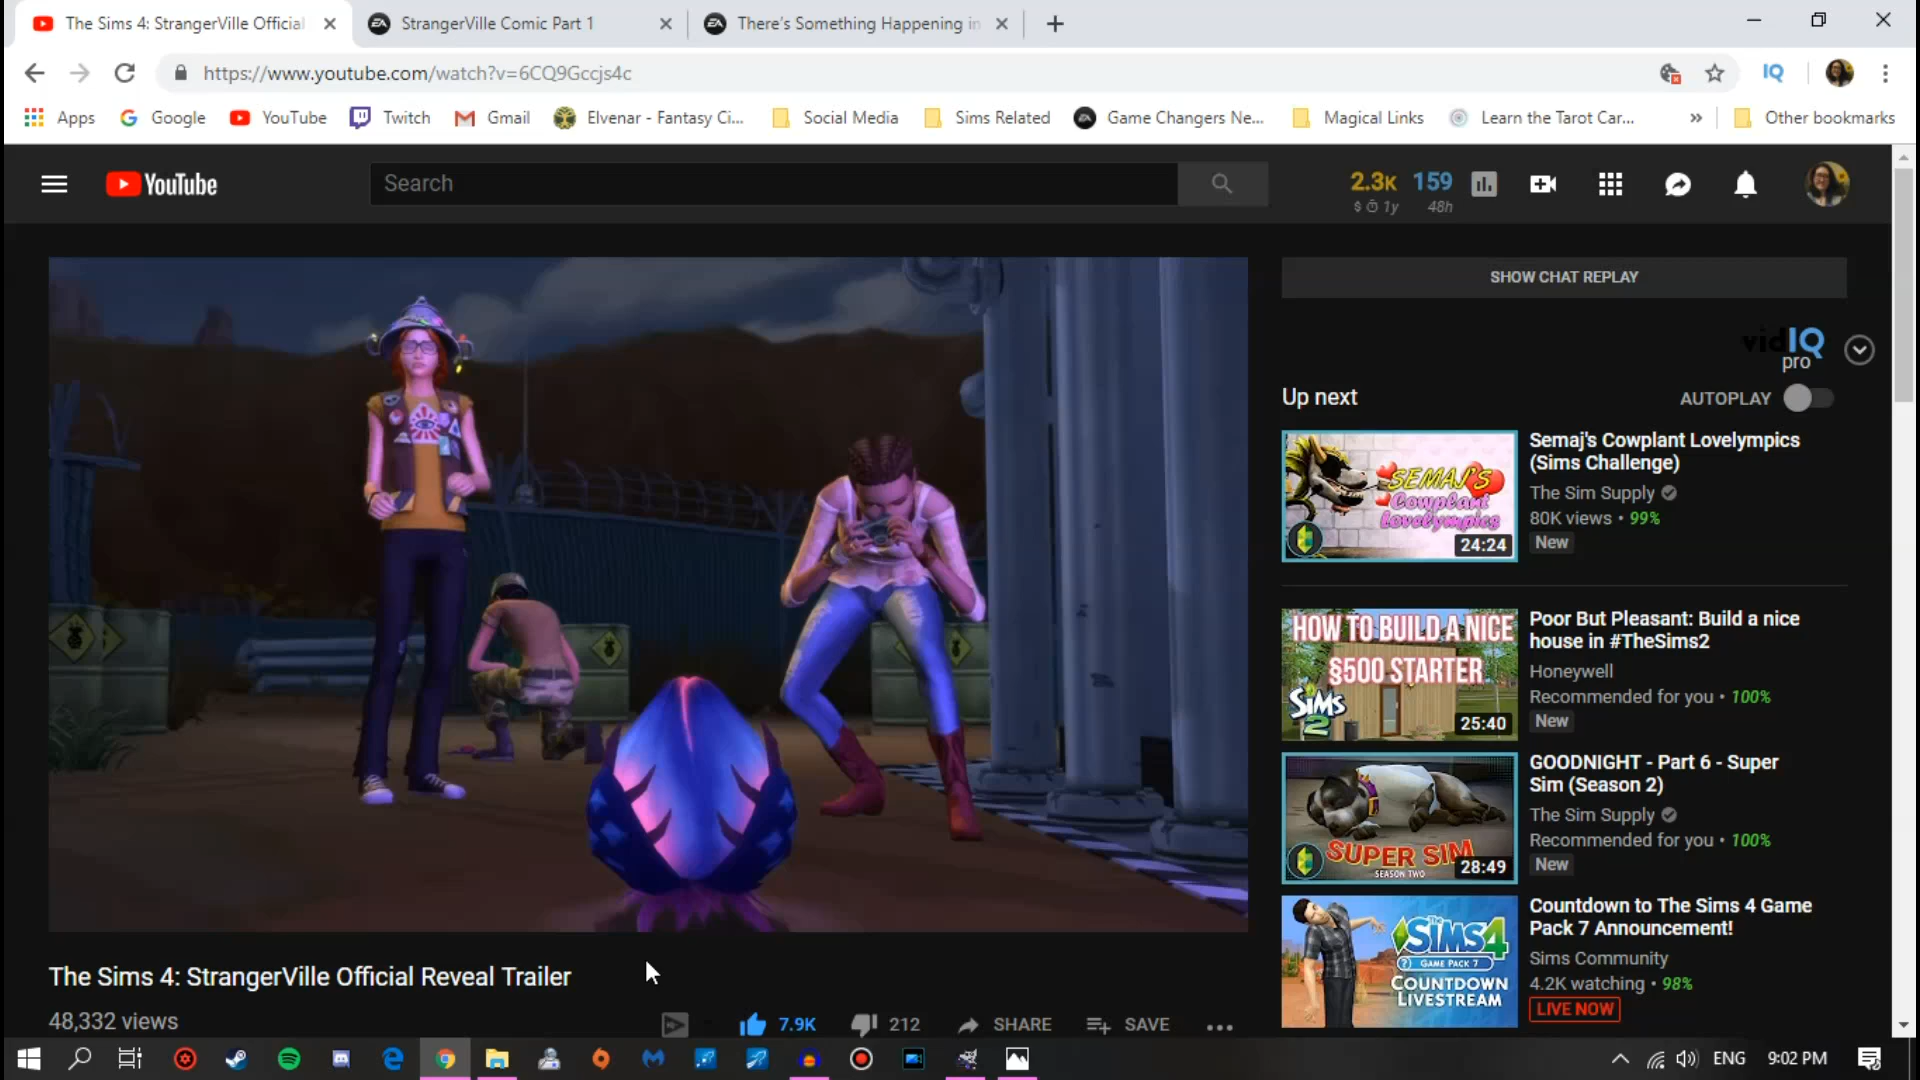 The Sims 4: StrangerVille Official
StrangerVille Comic Part 1
There's Something Happening in
https://www.youtube.com/watch?v=6CQ9Gccjs4c
IQ
Apps
Google
YouTube
Twitch
Gmail
Elvenar - Fantasy Ci...
Social Media
Sims Related
Game Changers Ne...
Magical Links
Learn the Tarot Car...
»
Other bookmarks
YouTube
Search
2.3K 159
$ 1y 48h
SHOW CHAT REPLAY
vidIQ
pro
Up next
AUTOPLAY
SEMAJ'S
Cowplant
Lovelympics
24:24
Semaj's Cowplant Lovelympics
(Sims Challenge)
The Sim Supply
80K views • 99%
New
HOW TO BUILD A NICE
§500 STARTER
SIMS
2
25:40
Poor But Pleasant: Build a nice
house in #TheSims2
Honeywell
Recommended for you • 100%
New
SUPER SIM
SEASON TWO
28:49
GOODNIGHT - Part 6 - Super
Sim (Season 2)
The Sim Supply
Recommended for you • 100%
New
THE
SIMS4
GAME PACK 7
COUNTDOWN
LIVESTREAM
Countdown to The Sims 4 Game
Pack 7 Announcement!
Sims Community
4.2K watching • 98%
LIVE NOW
The Sims 4: StrangerVille Official Reveal Trailer
48,332 views
7.9K
212
SHARE
SAVE
ENG
9:02 PM